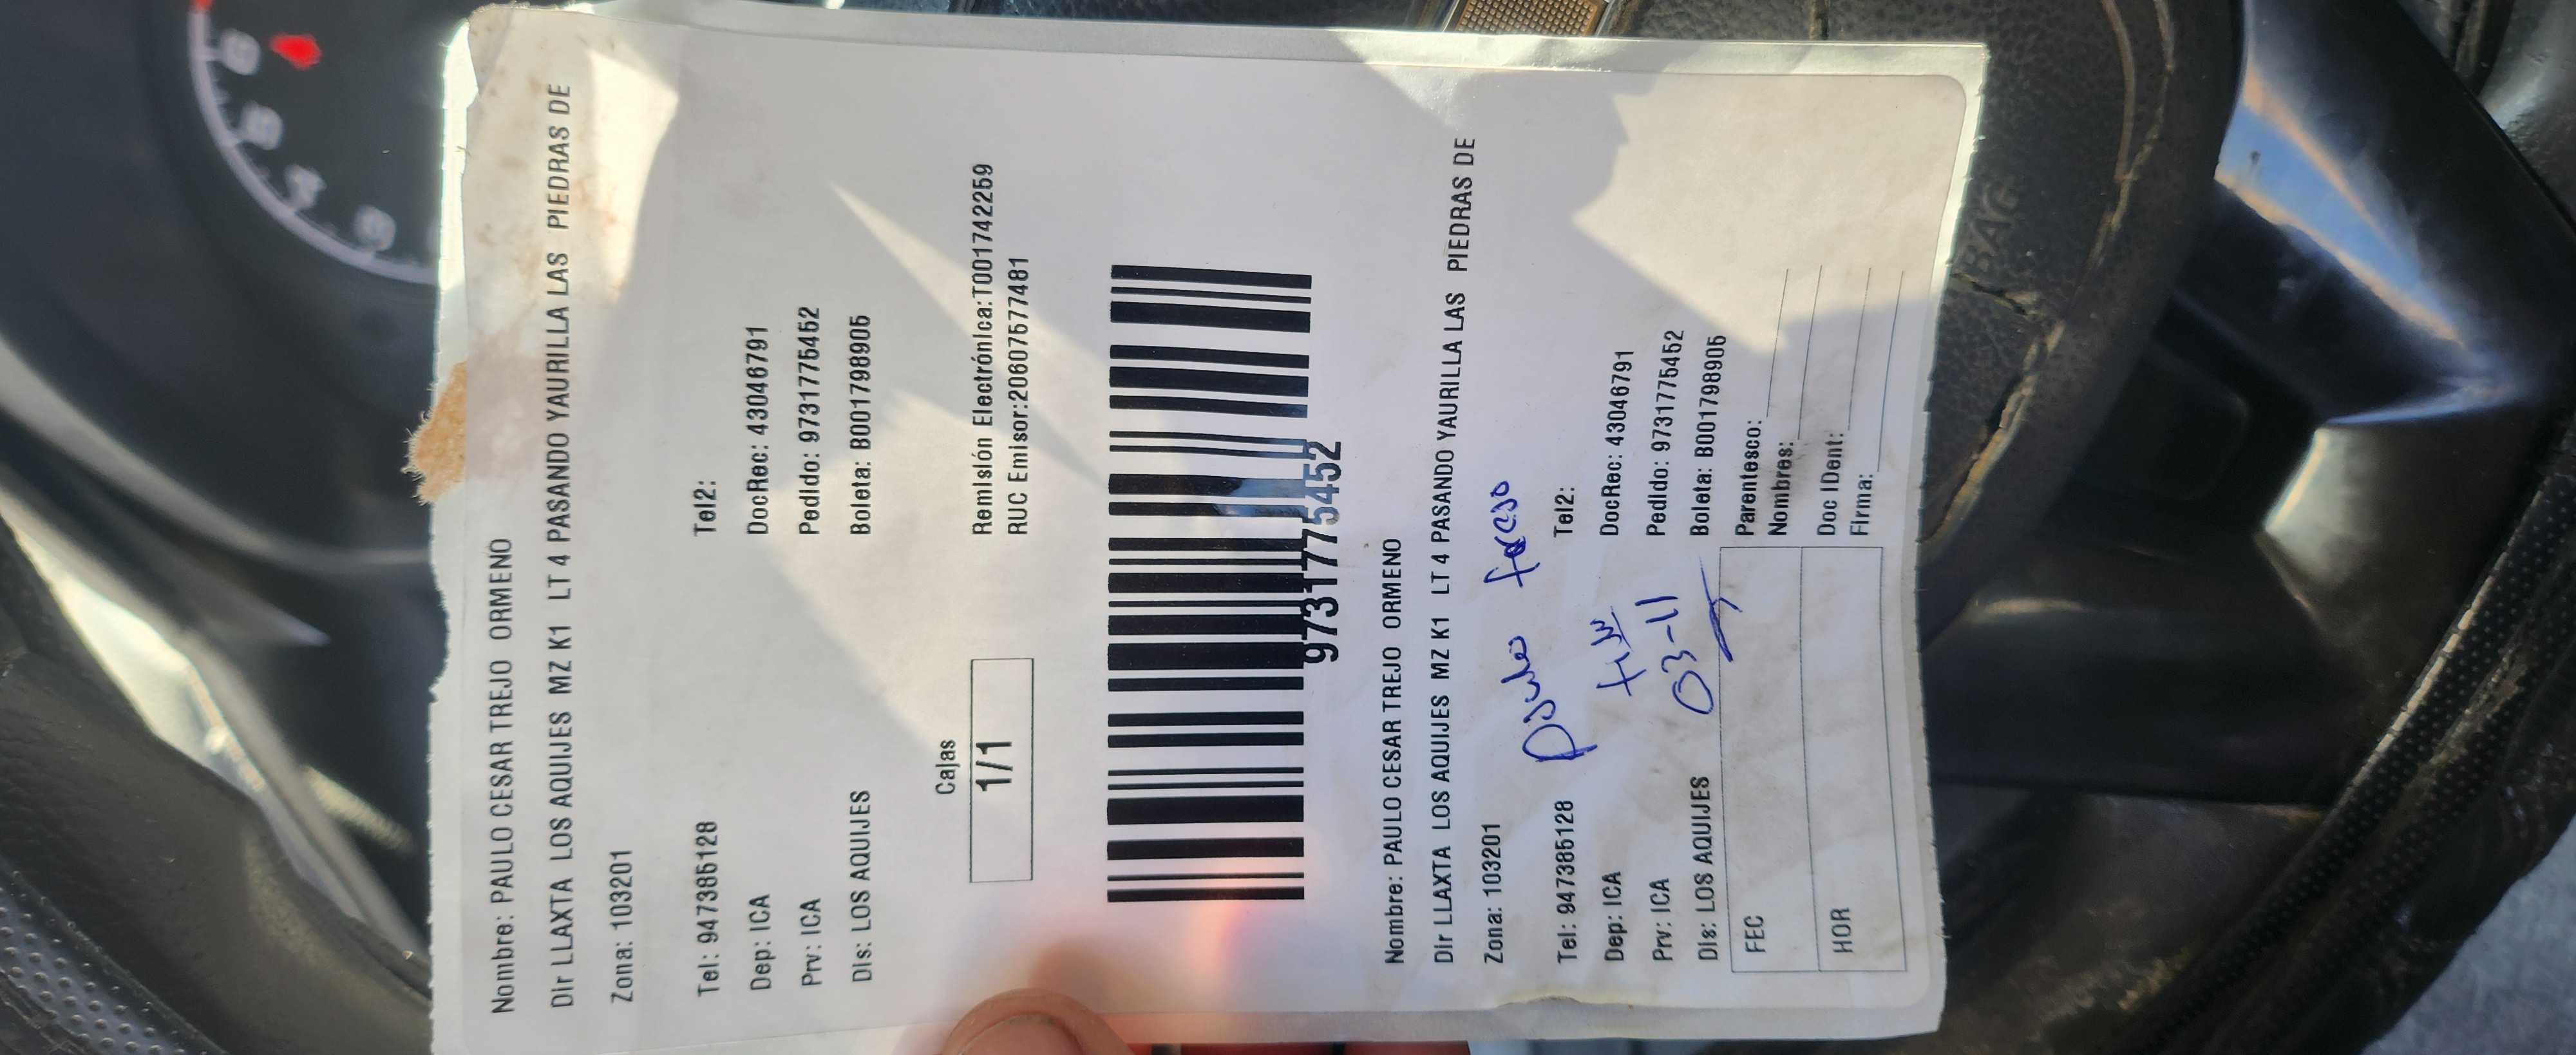 Nombre: PAULO CESAR TREJO ORMENO
Dir LLAXTA LOS AQUIJES MZ K1 LT 4 PASANDO YAURILLA LAS PIEDRAS DE
Zona: 103201
Tel: 947385128 Tel2:
Dep: ICA DocRec: 43046791
Prv: ICA Pedido: 9731775452
Dis: LOS AQUIJES Boleta: B001798905
Cajas
1/1
Remisión Electrónica:T001742259
RUC Emisor:20607577481
9731775452
Nombre: PAULO CESAR TREJO ORMENO
Dir LLAXTA LOS AQUIJES MZ K1 LT 4 PASANDO YAURILLA LAS PIEDRAS DE
Zona: 103201
Tel: 947385128 Tel2:
Dep: ICA DocRec: 43046791
Prv: ICA 03-11 Pedido: 9731775452
Dis: LOS AQUIJES Boleta: B001798905
FEC
Parentesco:
Nombres:
HOR
Doc IDent:
Firma: